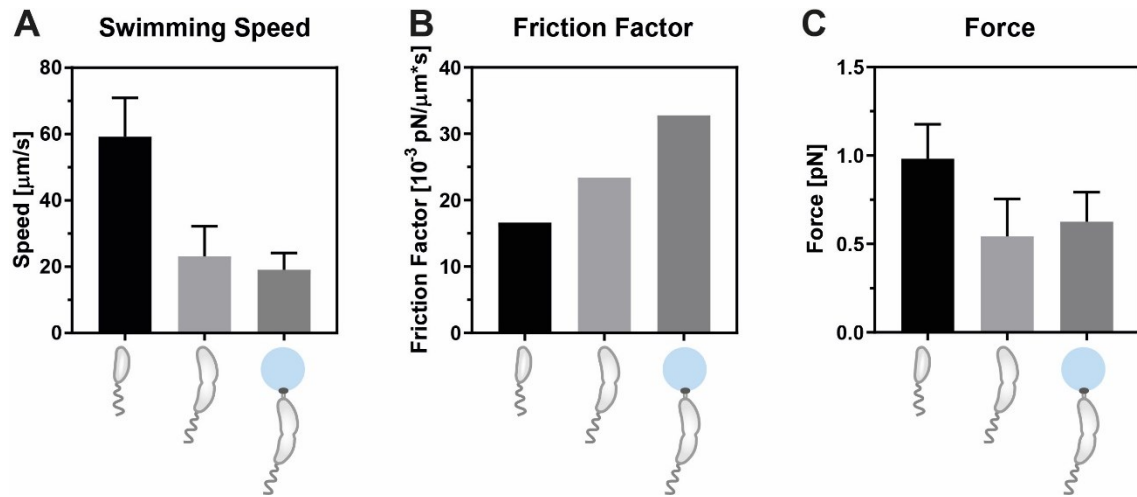 A
Swimming Speed
Speed [µm/s]
80
60
40
20
0
B
Friction Factor
Friction Factor [10⁻³ pN/µm*s]
40
30
20
10
0
C
Force
Force [pN]
1.5
1.0
0.5
0.0